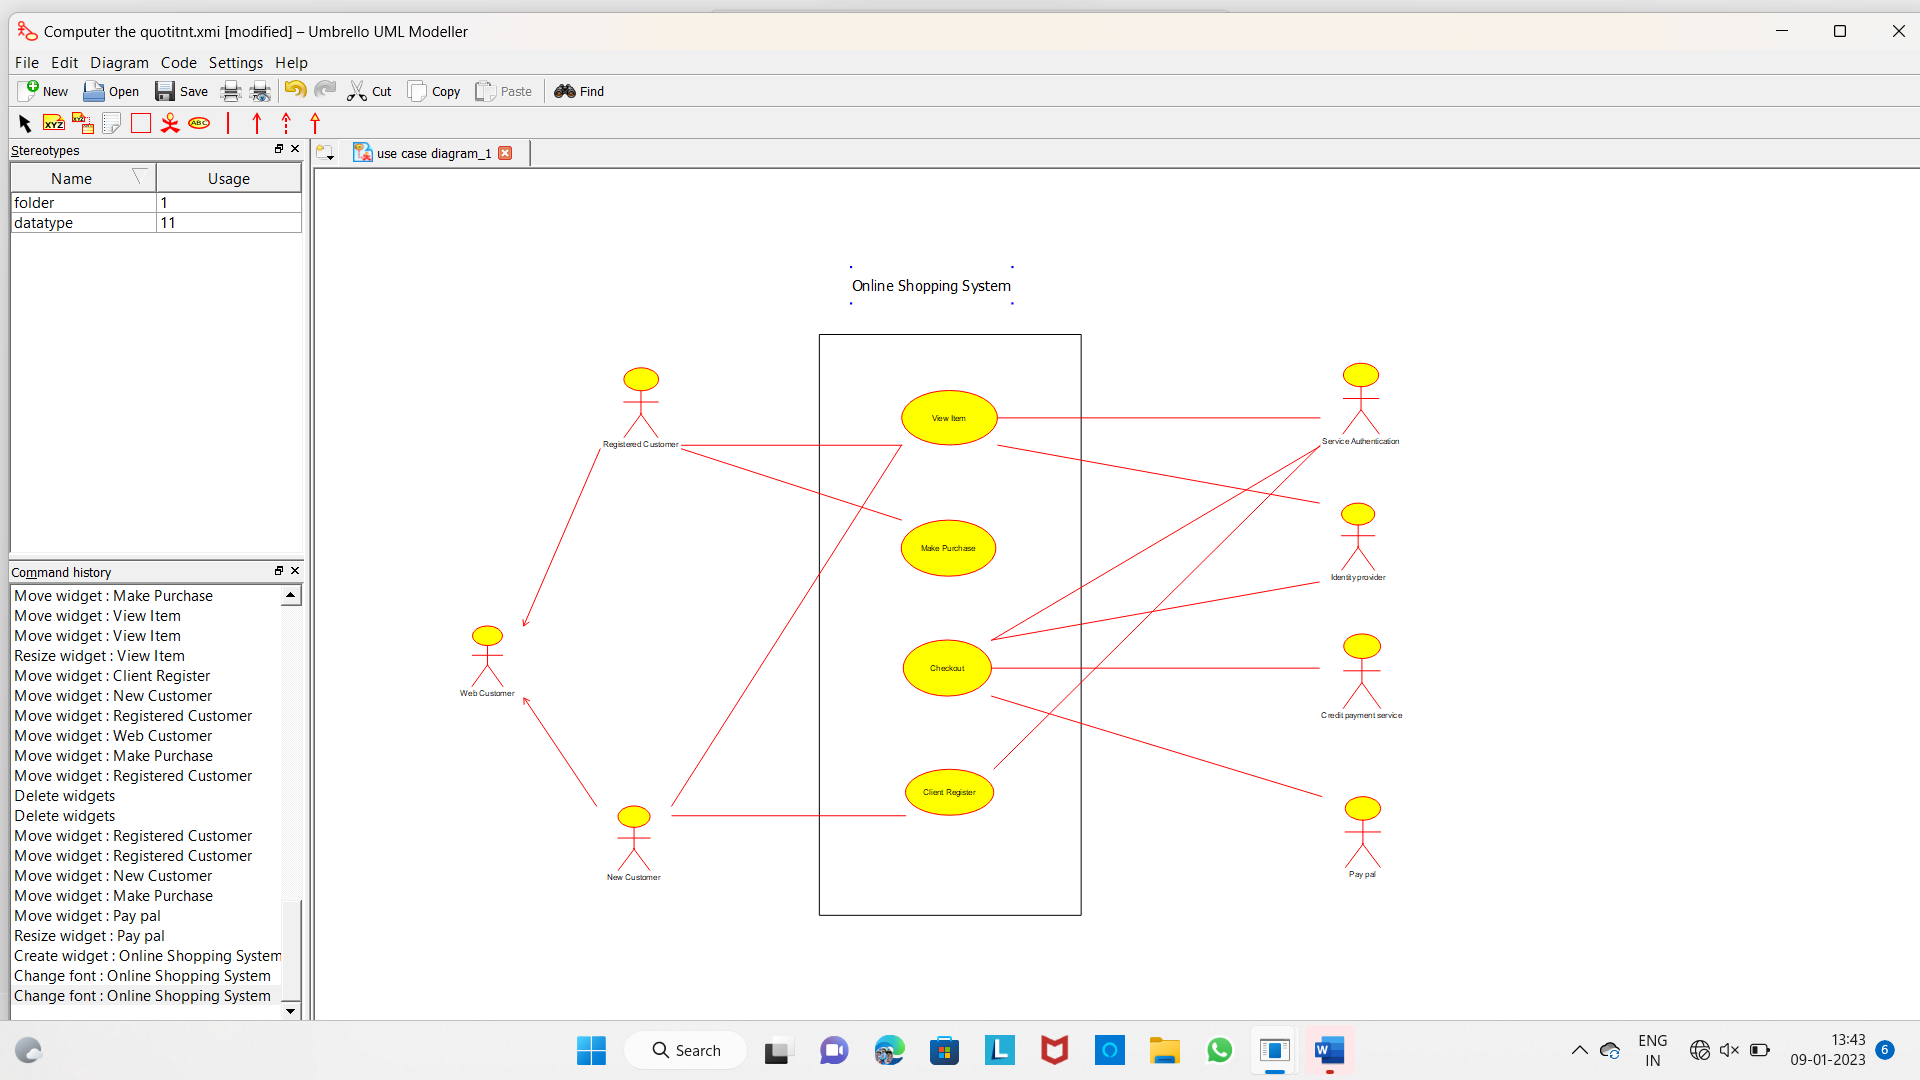 Computer the quotitnt.xmi [modified] – Umbrello UML Modeller
File Edit Diagram Code Settings Help
New Open Save Cut Copy Paste Find
XYZ XYZ ABC
Stereotypes
use case diagram_1
Name Usage
folder 1
datatype 11
Online Shopping System
View Item
Registered Customer
Service Authentication
Make Purchase
Identity provider
Checkout
Web Customer
Credit payment service
Client Register
New Customer
Pay pal
Command history
Move widget : Make Purchase
Move widget : View Item
Move widget : View Item
Resize widget : View Item
Move widget : Client Register
Move widget : New Customer
Move widget : Registered Customer
Move widget : Web Customer
Move widget : Make Purchase
Move widget : Registered Customer
Delete widgets
Delete widgets
Move widget : Registered Customer
Move widget : Registered Customer
Move widget : New Customer
Move widget : Make Purchase
Move widget : Pay pal
Resize widget : Pay pal
Create widget : Online Shopping System
Change font : Online Shopping System
Change font : Online Shopping System
Search
L
W
ENG
IN
13:43
09-01-2023
6